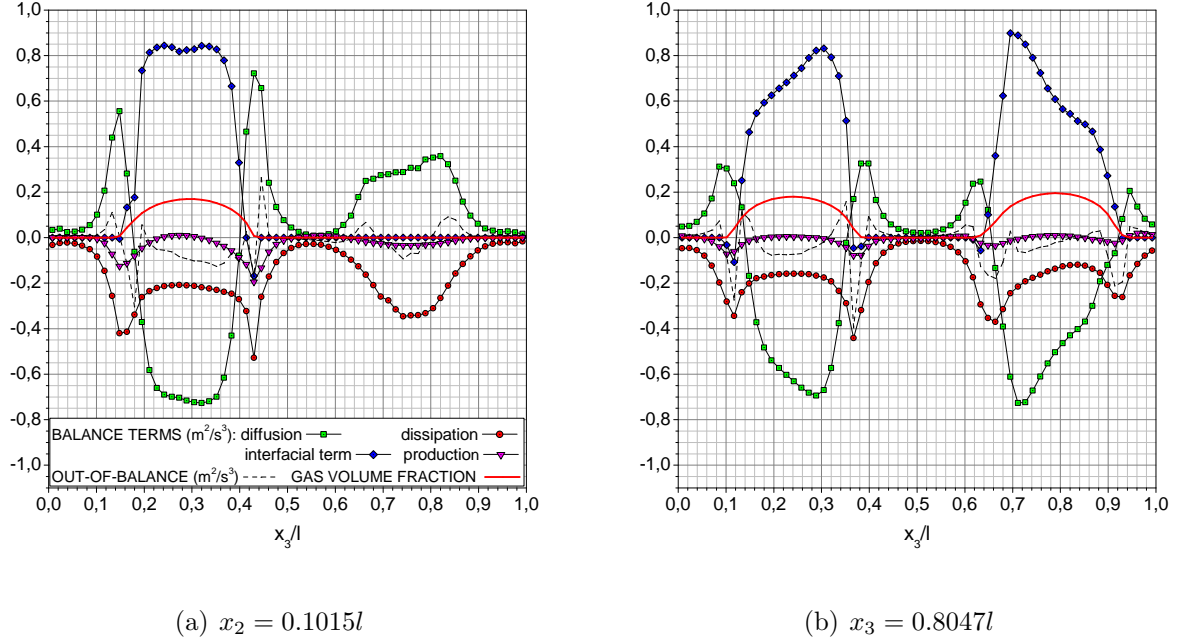 1,0
0,8
0,6
0,4
0,2
0,0
-0,2
-0,4
-0,6
-0,8
-1,0
BALANCE TERMS (m²/s³): diffusion dissipation
interfacial term production
OUT-OF-BALANCE (m²/s³) GAS VOLUME FRACTION
0,0 0,1 0,2 0,3 0,4 0,5 0,6 0,7 0,8 0,9 1,0
x₃/l
(a) x₂ = 0.1015l
1,0
0,8
0,6
0,4
0,2
0,0
-0,2
-0,4
-0,6
-0,8
-1,0
0,0 0,1 0,2 0,3 0,4 0,5 0,6 0,7 0,8 0,9 1,0
x₃/l
(b) x₃ = 0.8047l